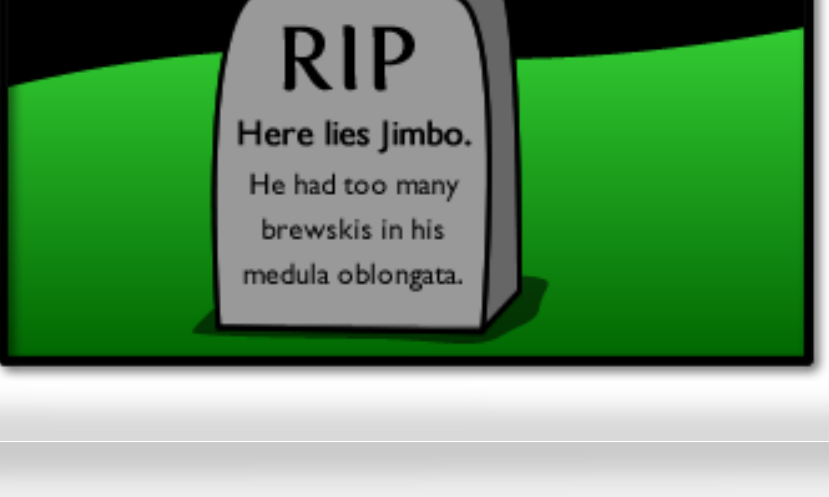 RIP
Here lies Jimbo.
He had too many
brewskis in his
medula oblongata.